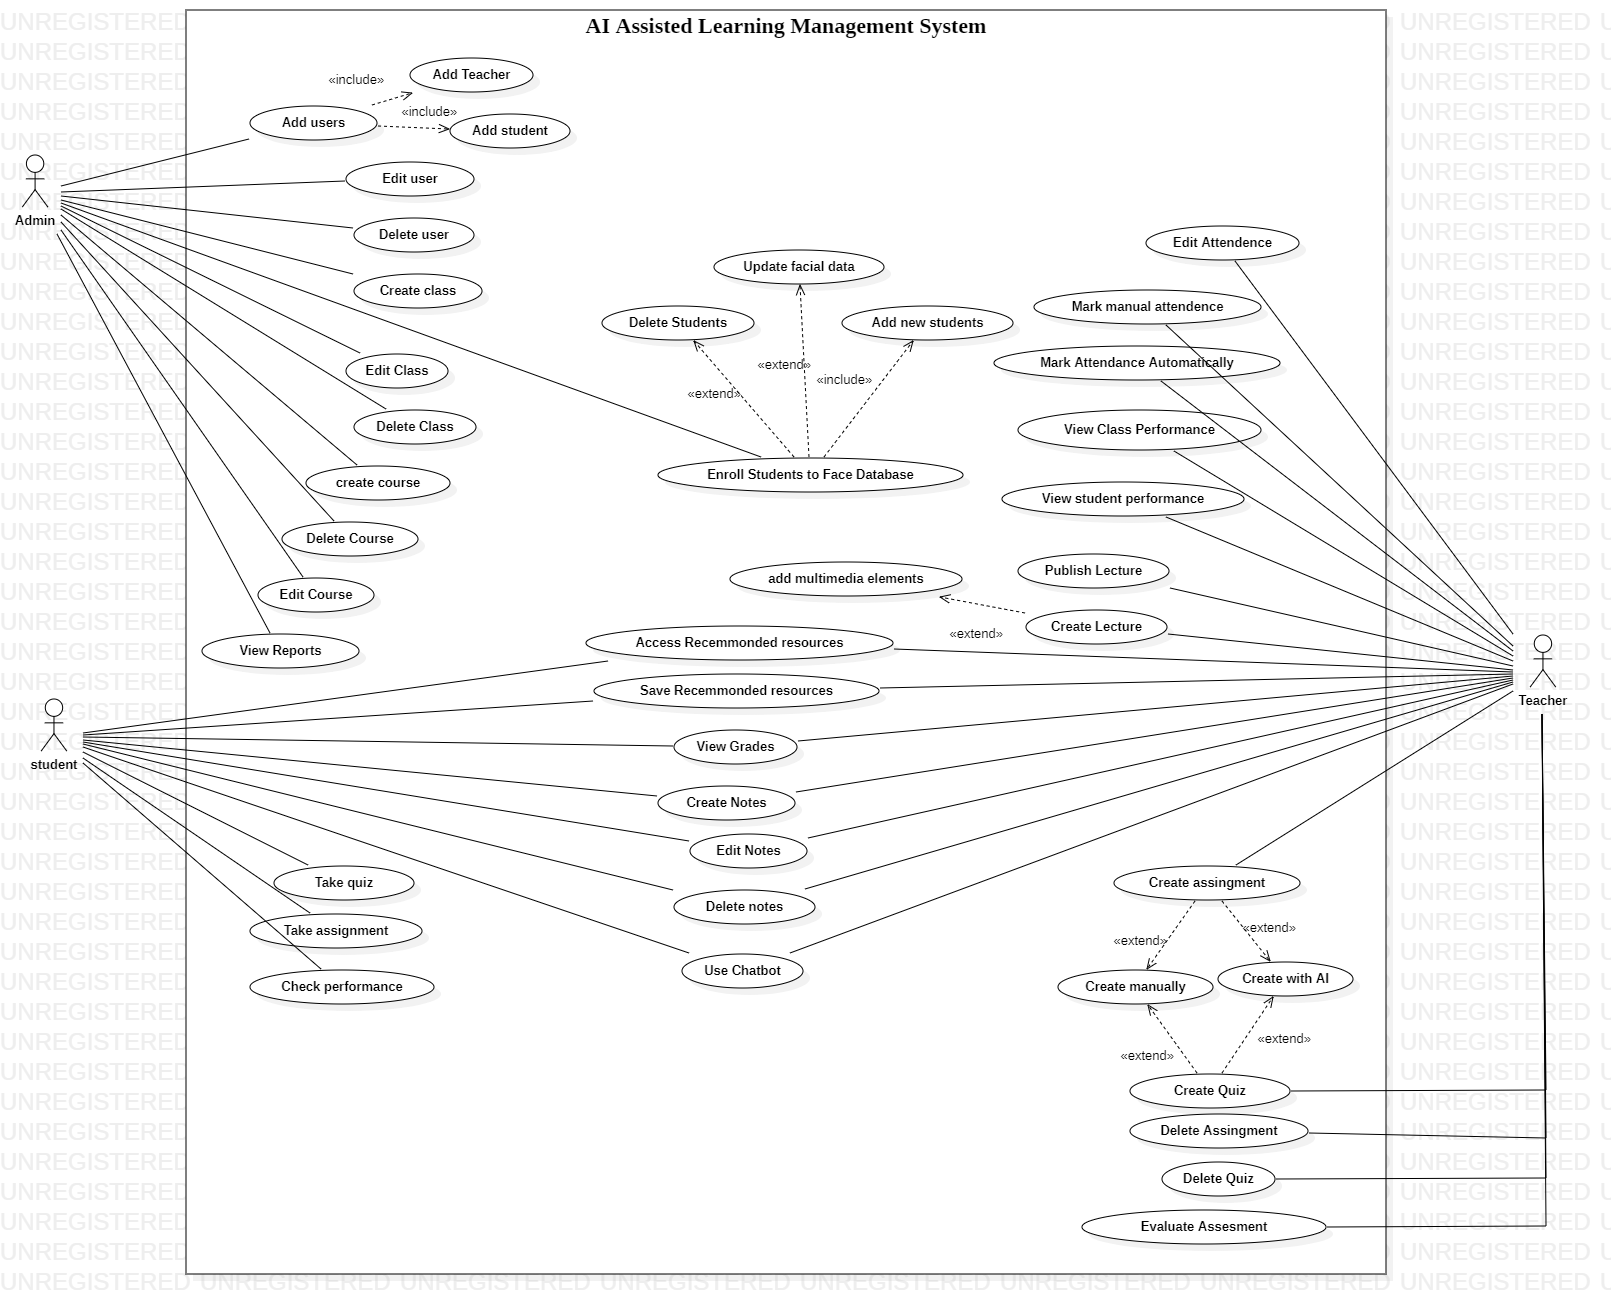 AI Assisted Learning Management System
Add Teacher
«include»
«include»
Add users
Add student
Edit user
Admin
Delete user
Edit Attendence
Update facial data
Create class
Mark manual attendence
Delete Students
Add new students
Mark Attendance Automatically
«extend»
Edit Class
«include»
«extend»
Delete Class
View Class Performance
Enroll Students to Face Database
create course
View student performance
Delete Course
Publish Lecture
add multimedia elements
Edit Course
Create Lecture
«extend»
Access Recemmonded resources
View Reports
Save Recemmonded resources
Teacher
View Grades
student
Create Notes
Edit Notes
Take quiz
Create assingment
Delete notes
Take assignment
«extend»
«extend»
Use Chatbot
Create with AI
Check performance
Create manually
«extend»
«extend»
Create Quiz
Delete Assingment
Delete Quiz
Evaluate Assesment
UNREGISTERED